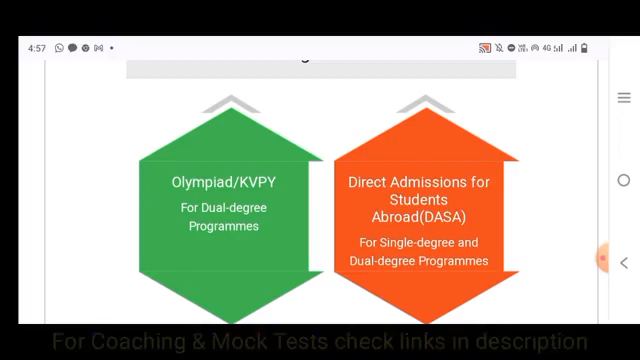 4:57
4G
Olympiad/KVPY
For Dual-degree
Programmes
Direct Admissions for
Students
Abroad(DASA)
For Single-degree and
Dual-degree Programmes
For Coaching & Mock Tests check links in description